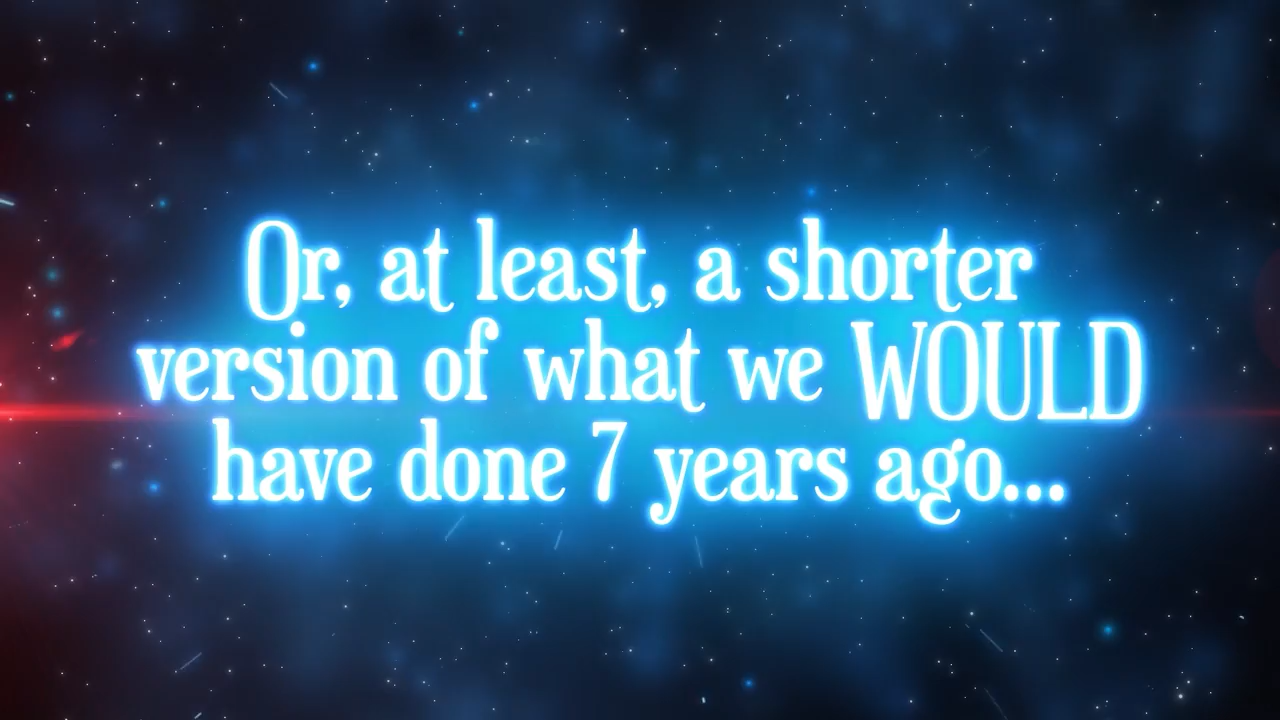 Or, at least, a shorter
version of what we WOULD
have done 7 years ago...